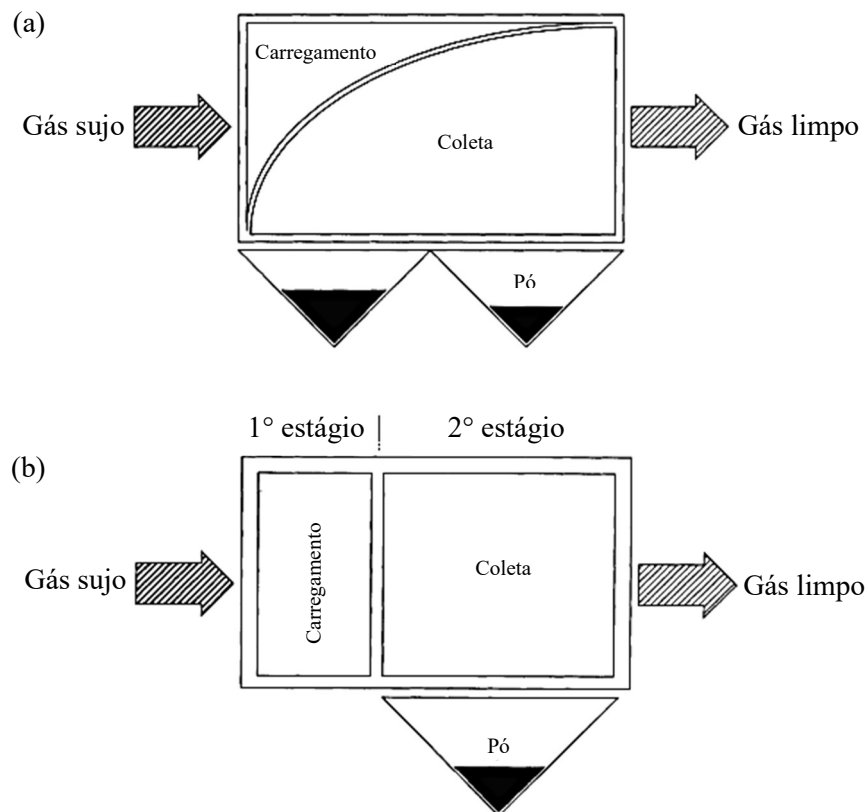 (a)
Carregamento
Gás sujo
Gás limpo
Coleta
Pó
1° estágio
2° estágio
(b)
Carregamento
Coleta
Gás sujo
Gás limpo
Pó